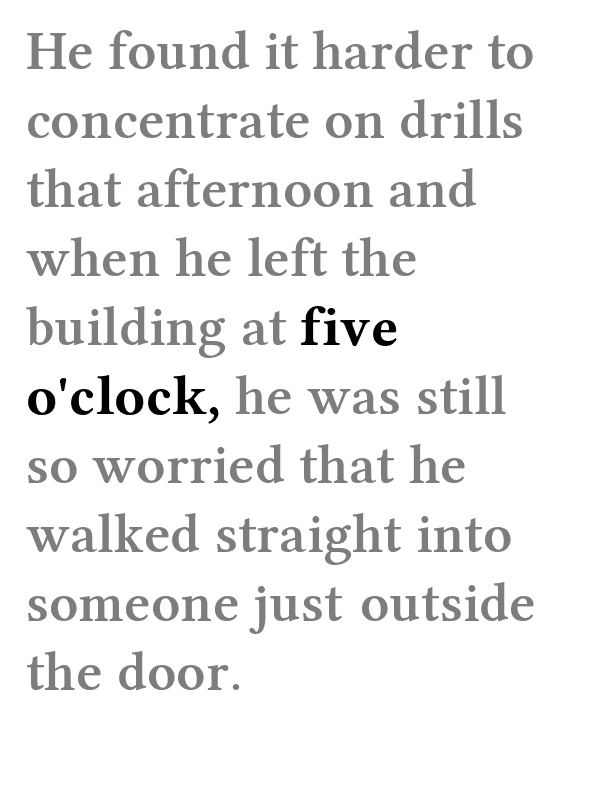 He found it harder to
concentrate on drills
that afternoon and
when he left the
building at five
o'clock, he was still
so worried that he
walked straight into
someone just outside
the door.